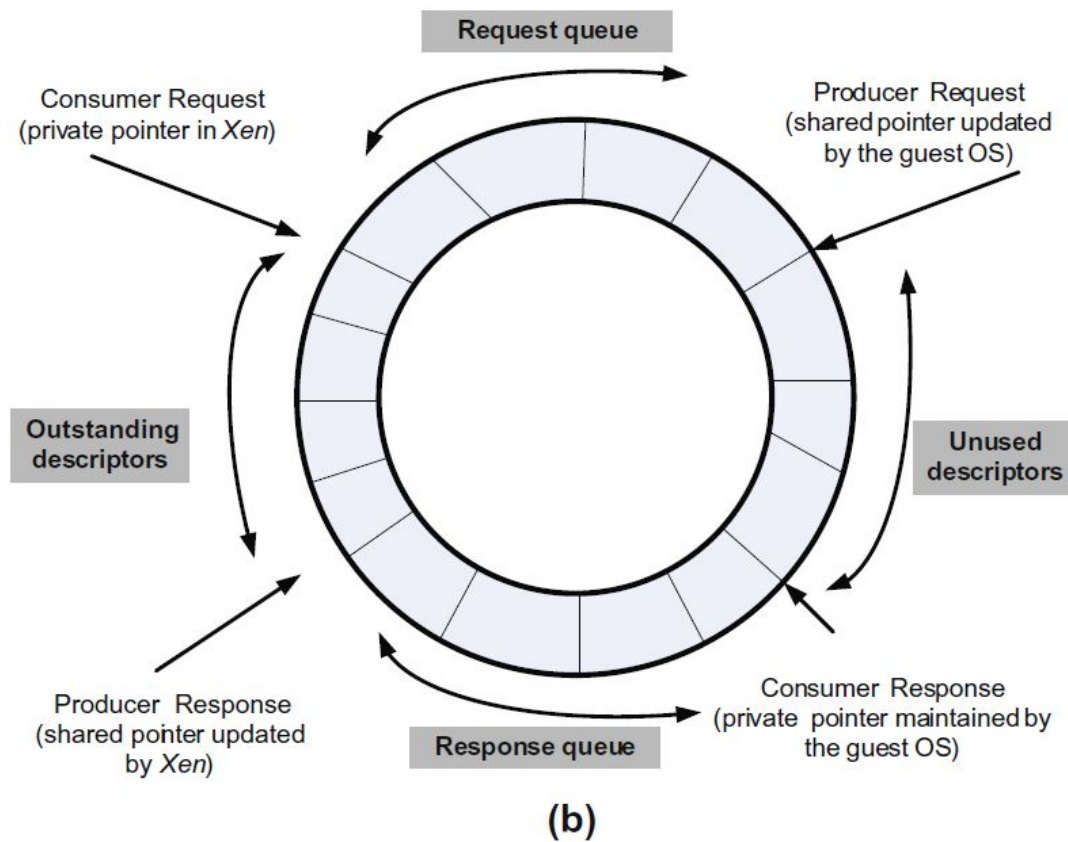 Request queue
Consumer Request
(private pointer in Xen)
Producer Request
(shared pointer updated
by the guest OS)
Outstanding
descriptors
Unused
descriptors
Producer Response
(shared pointer updated
by Xen)
Response queue
Consumer Response
(private pointer maintained by
the guest OS)
(b)